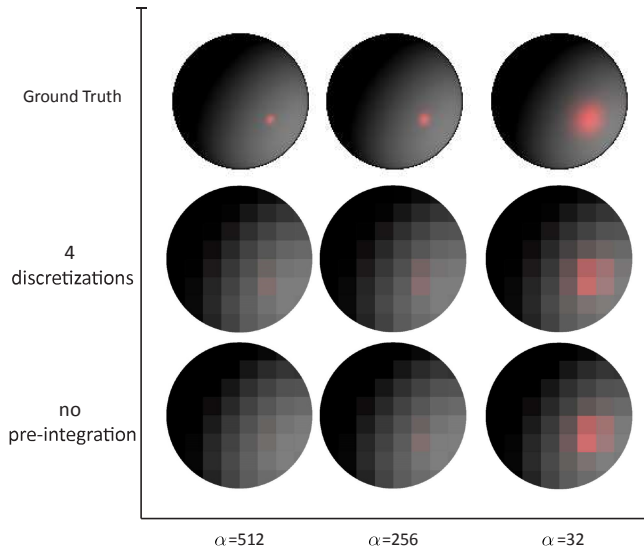 Ground Truth
4
discretizations
no
pre-integration
α=512
α=256
α=32